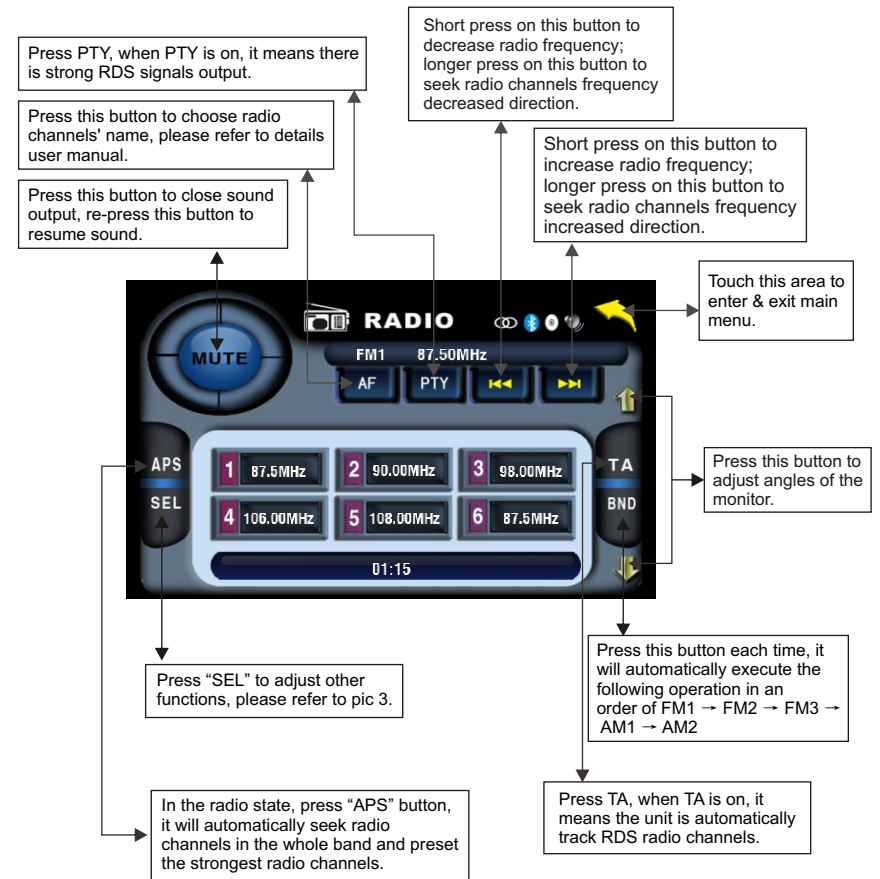 Short press on this button to
decrease radio frequency;
longer press on this button to
seek radio channels frequency
decreased direction.
Press PTY, when PTY is on, it means there
is strong RDS signals output.
Press this button to choose radio
channels' name, please refer to details
user manual.
Short press on this button to
increase radio frequency;
longer press on this button to
seek radio channels frequency
increased direction.
Press this button to close sound
output, re-press this button to
resume sound.
Touch this area to
enter & exit main
menu.
RADIO
MUTE
FM1 87.50MHz
AF PTY
APS
SEL
1 87.5MHz 2 90.00MHz 3 98.00MHz
4 106.00MHz 5 108.00MHz 6 87.5MHz
01:15
TA
BND
Press this button to
adjust angles of the
monitor.
Press "SEL" to adjust other
functions, please refer to pic 3.
Press this button each time, it
will automatically execute the
following operation in an
order of FM1 → FM2 → FM3 →
AM1 → AM2
In the radio state, press "APS" button,
it will automatically seek radio
channels in the whole band and preset
the strongest radio channels.
Press TA, when TA is on, it
means the unit is automatically
track RDS radio channels.